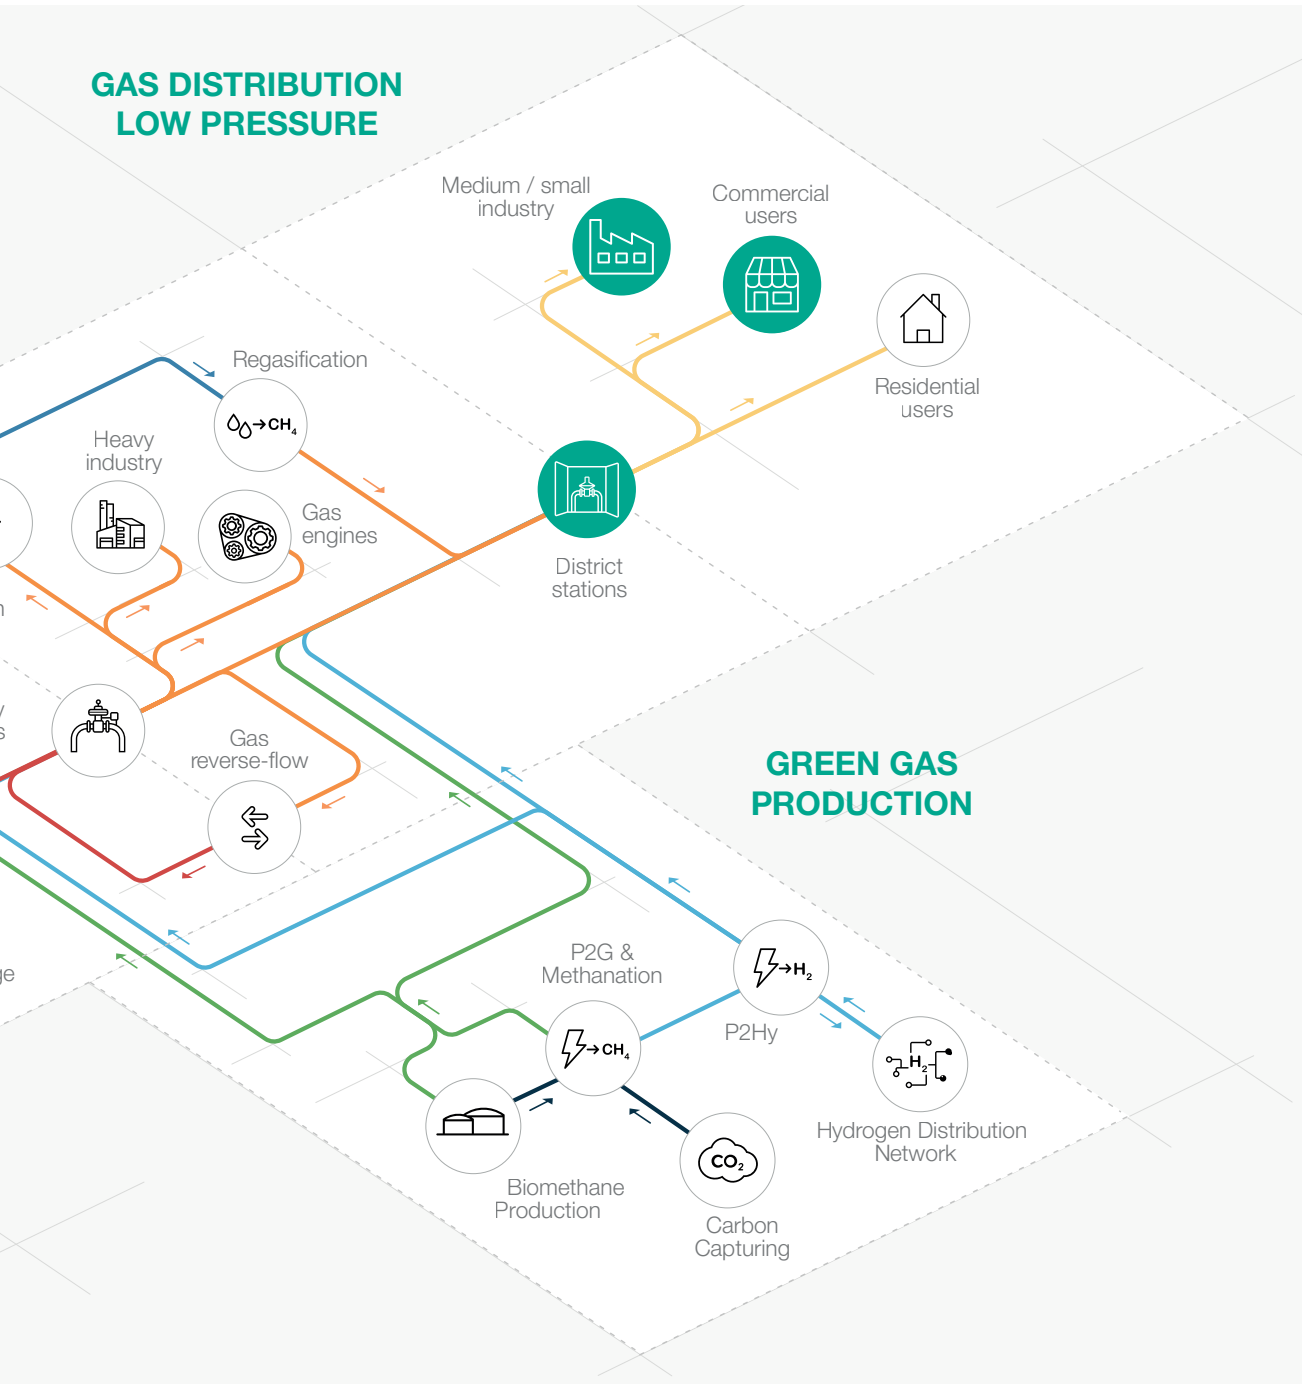 GAS DISTRIBUTION
LOW PRESSURE
Medium / small
industry
Commercial
users
Residential
users
Regasification
CH₄
Heavy
industry
Gas
engines
District
stations
Gas
reverse-flow
GREEN GAS
PRODUCTION
P2G &
Methanation
H₂
P2Hy
CH₄
H₂
Hydrogen Distribution
Network
Biomethane
Production
CO₂
Carbon
Capturing